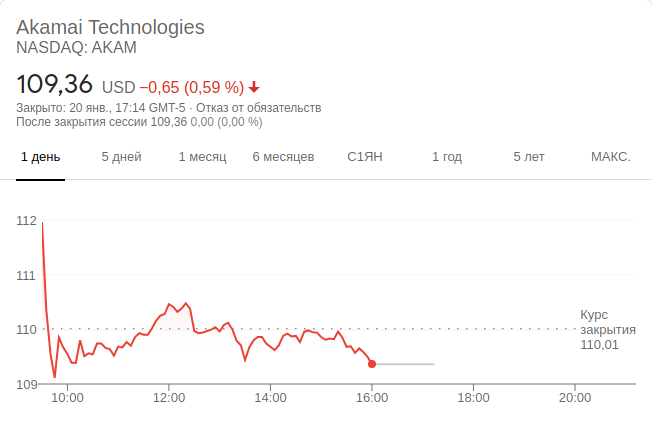 Akamai Technologies
NASDAQ: AKAM
109,36 USD −0,65 (0,59 %)
Закрыто: 20 янв., 17:14 GMT-5 · Отказ от обязательств
После закрытия сессии 109,36 0,00 (0,00 %)
1 день 5 дней 1 месяц 6 месяцев С1ЯН 1 год 5 лет МАКС.
112
111
110
109
Курс
закрытия
110,01
10:00 12:00 14:00 16:00 18:00 20:00